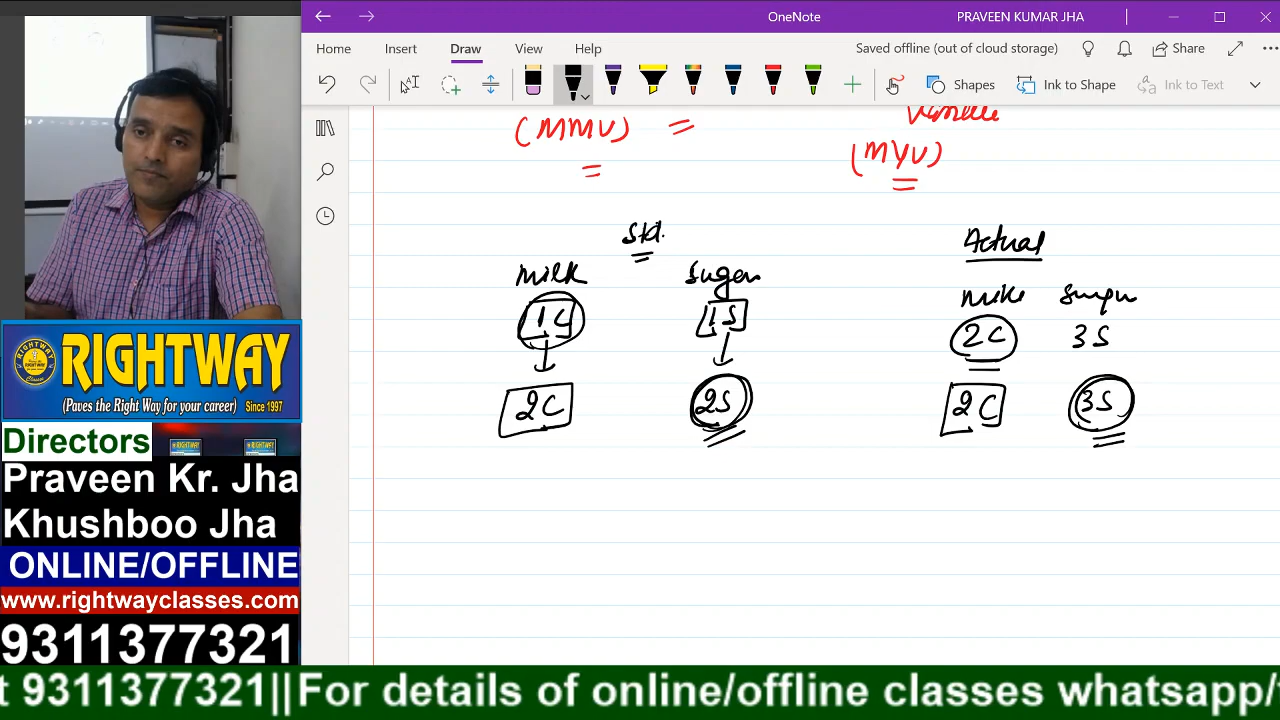 OneNote
PRAVEEN KUMAR JHA
Home Insert Draw View Help
Saved offline (out of cloud storage)
Share
Shapes
Ink to Shape
Ink to Text
(MMV) =
=
(MYV)
Std. Actual
Milk Sugar
1C 1S
2C 3S
2C 2S 2C 3S
RIGHTWAY
(Paves the Right Way for your career) Since 1997
Directors
Praveen Kr. Jha
Khushboo Jha
ONLINE/OFFLINE
www.rightwayclasses.com
9311377321
t 9311377321||For details of online/offline classes whatsapp/